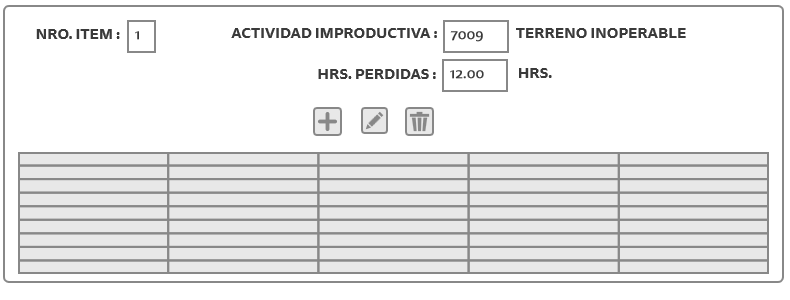 NRO. ITEM : 1 ACTIVIDAD IMPRODUCTIVA : 7009 TERRENO INOPERABLE
HRS. PERDIDAS : 12.00 HRS.